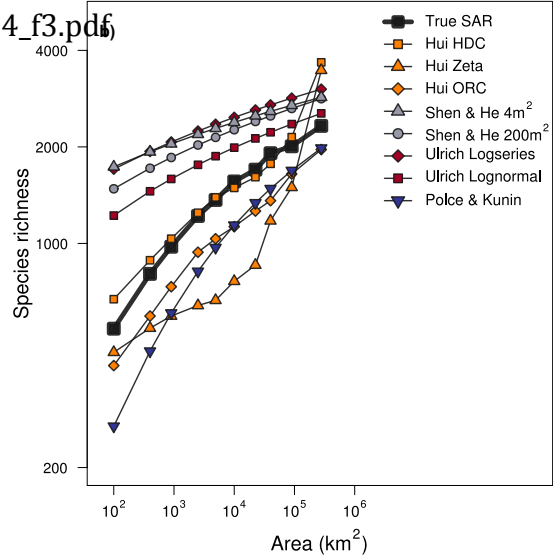 4_f3.pdf
b)
True SAR
Hui HDC
Hui Zeta
Hui ORC
Shen & He 4m²
Shen & He 200m²
Ulrich Logseries
Ulrich Lognormal
Polce & Kunin
4000
2000
1000
200
Species richness
10² 10³ 10⁴ 10⁵ 10⁶
Area (km²)